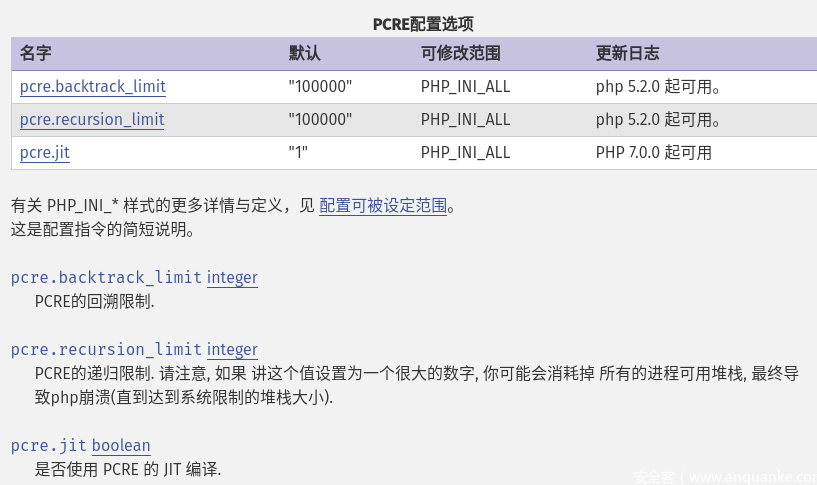 PCRE配置选项
名字 默认 可修改范围 更新日志
pcre.backtrack_limit "100000" PHP_INI_ALL php 5.2.0 起可用。
pcre.recursion_limit "100000" PHP_INI_ALL php 5.2.0 起可用。
pcre.jit "1" PHP_INI_ALL PHP 7.0.0 起可用
有关 PHP_INI_* 样式的更多详情与定义，见 配置可被设定范围。
这是配置指令的简短说明。
pcre.backtrack_limit integer
PCRE的回溯限制.
pcre.recursion_limit integer
PCRE的递归限制. 请注意, 如果 讲这个值设置为一个很大的数字, 你可能会消耗掉 所有的进程可用堆栈, 最终导
致php崩溃(直到达到系统限制的堆栈大小).
pcre.jit boolean
是否使用 PCRE 的 JIT 编译.
安全客 ( www.anquanke.com